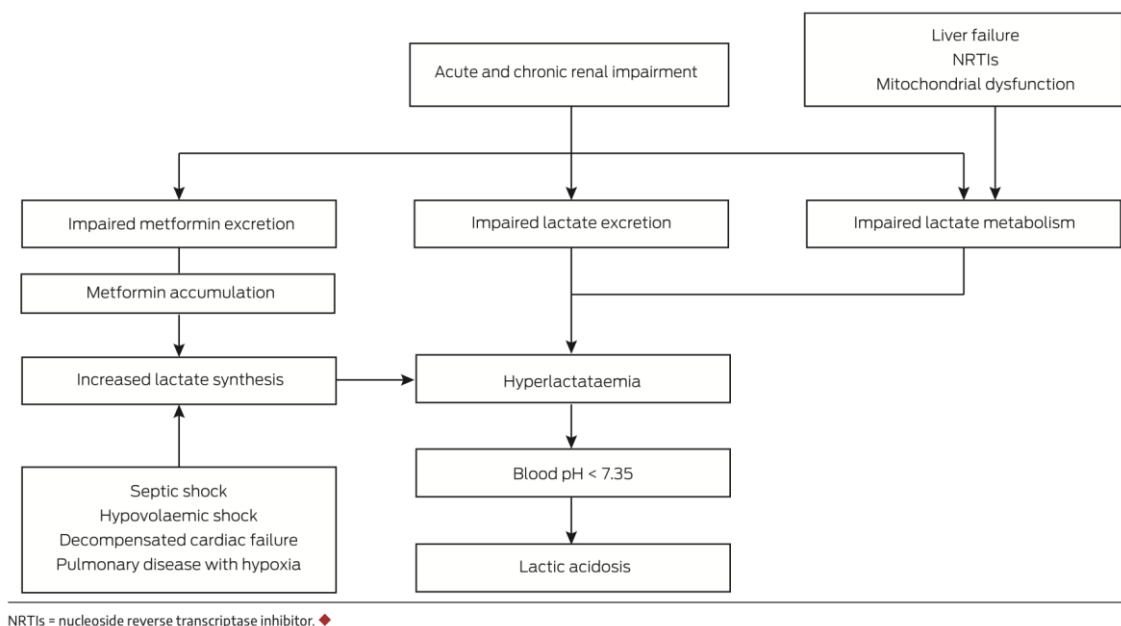 Liver failure
NRTIs
Mitochondrial dysfunction
Acute and chronic renal impairment
Impaired metformin excretion
Impaired lactate excretion
Impaired lactate metabolism
Metformin accumulation
Increased lactate synthesis
Hyperlactataemia
Blood pH < 7.35
Septic shock
Hypovolaemic shock
Decompensated cardiac failure
Pulmonary disease with hypoxia
Lactic acidosis
NRTIs = nucleoside reverse transcriptase inhibitor. ◆